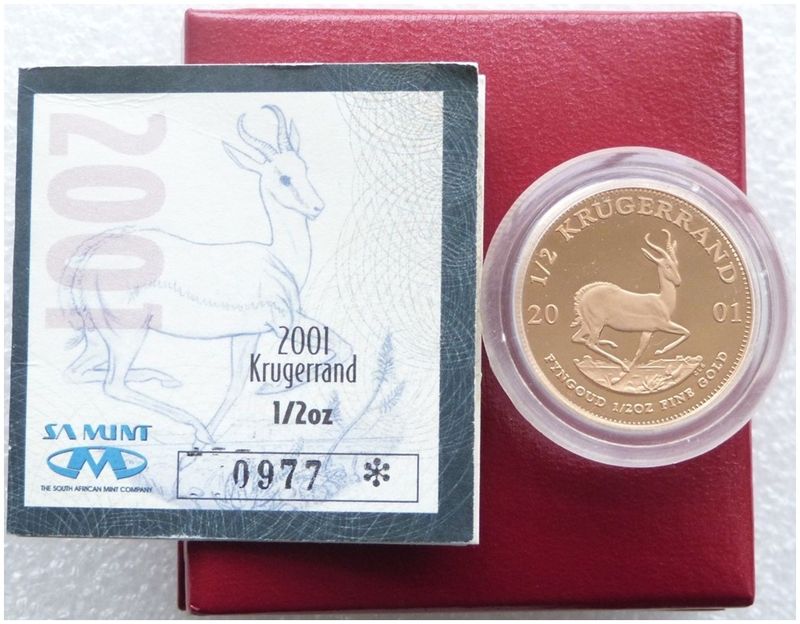 2001
2001
Krugerrand
1/2oz
SA MINT
THE SOUTH AFRICAN MINT COMPANY
0977 *
1/2 KRÜGERRAND
20 01
FYNGOUD 1/2OZ FINE GOLD